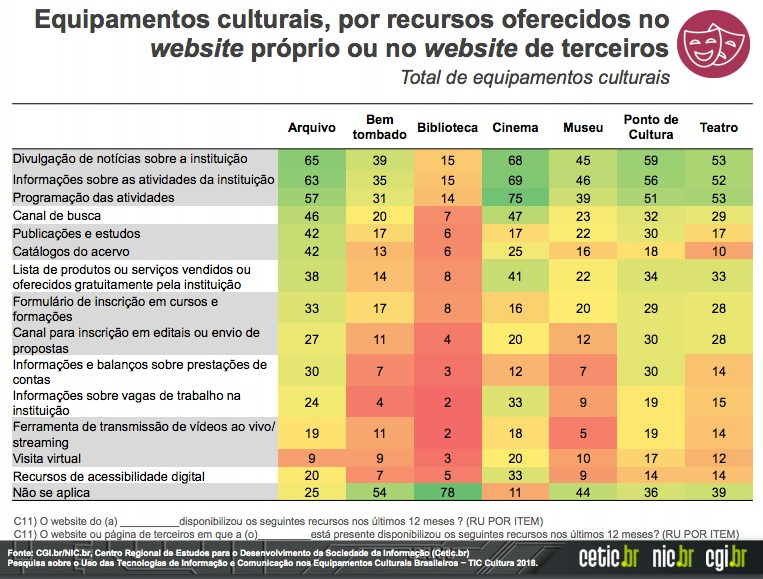 Equipamentos culturais, por recursos oferecidos no
website próprio ou no website de terceiros
Total de equipamentos culturais
Arquivo Bem tombado Biblioteca Cinema Museu Ponto de Cultura Teatro
Divulgação de notícias sobre a instituição 65 39 15 68 45 59 53
Informações sobre as atividades da instituição 63 35 15 69 46 56 52
Programação das atividades 57 31 14 75 39 51 53
Canal de busca 46 20 7 47 23 32 29
Publicações e estudos 42 17 6 17 22 30 17
Catálogos do acervo 42 13 6 25 16 18 10
Lista de produtos ou serviços vendidos ou
oferecidos gratuitamente pela instituição 38 14 8 41 22 34 33
Formulário de inscrição em cursos e
formações 33 17 8 16 20 29 28
Canal para inscrição em editais ou envio de
propostas 27 11 4 20 12 30 28
Informações e balanços sobre prestações de
contas 30 7 3 12 7 30 14
Informações sobre vagas de trabalho na
instituição 24 4 2 33 9 19 15
Ferramenta de transmissão de vídeos ao vivo/
streaming 19 11 2 18 5 19 14
Visita virtual 9 9 3 20 10 17 12
Recursos de acessibilidade digital 20 7 5 33 9 14 14
Não se aplica 25 54 78 11 44 36 39
C11) O website do (a) __________disponibilizou os seguintes recursos nos últimos 12 meses ? (RU POR ITEM)
C11) O website ou página de terceiros em que a (o)_________está presente disponibilizou os seguintes recursos nos últimos 12 meses? (RU POR ITEM)
Fonte: CGI.br/NIC.br, Centro Regional de Estudos para o Desenvolvimento da Sociedade da Informação (Cetic.br)
Pesquisa sobre o Uso das Tecnologias de Informação e Comunicação nos Equipamentos Culturais Brasileiros – TIC Cultura 2018.
cetic.br nic.br cgi.br